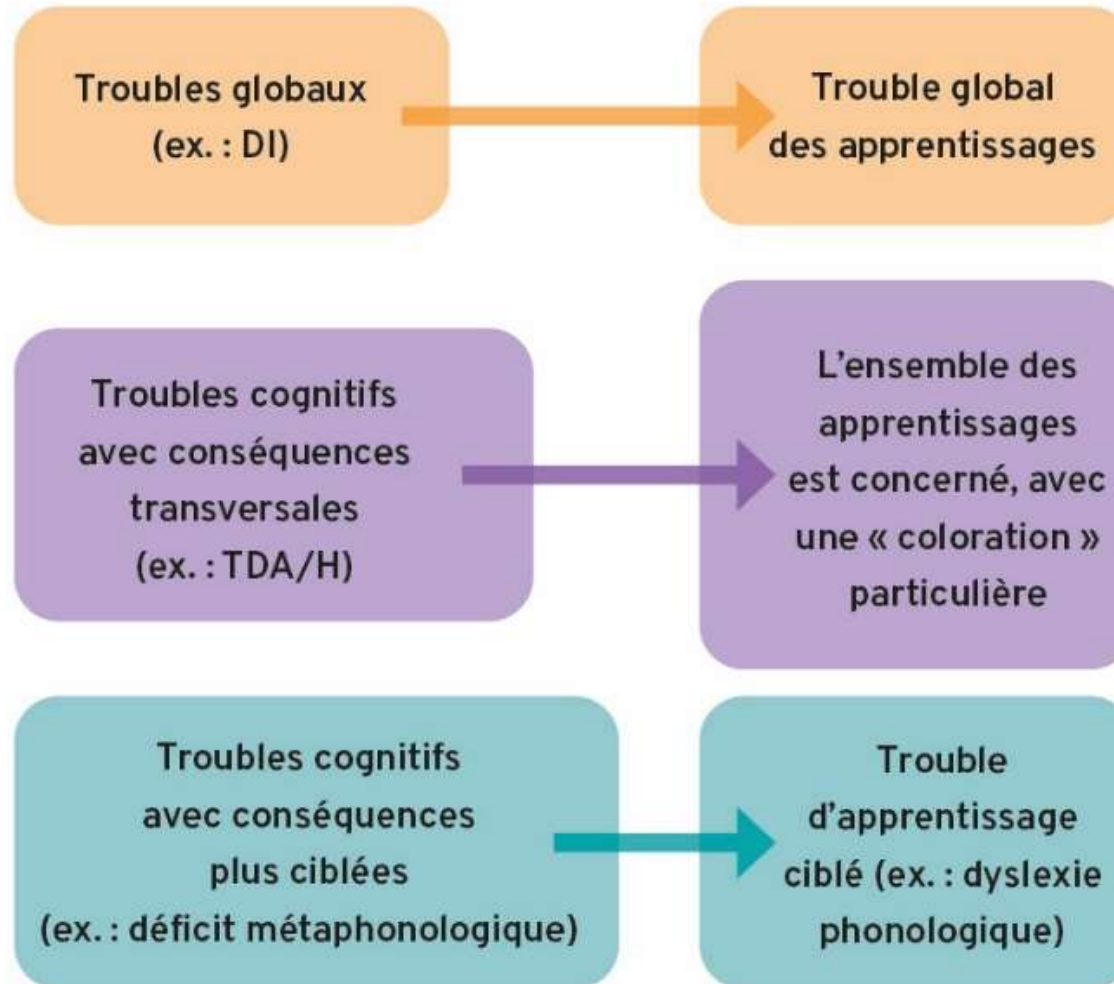 Troubles globaux
(ex. : DI)
Trouble global
des apprentissages
Troubles cognitifs
avec conséquences
transversales
(ex. : TDA/H)
L'ensemble des
apprentissages
est concerné, avec
une « coloration »
particulière
Troubles cognitifs
avec conséquences
plus ciblées
(ex. : déficit métaphonologique)
Trouble
d'apprentissage
ciblé (ex. : dyslexie
phonologique)